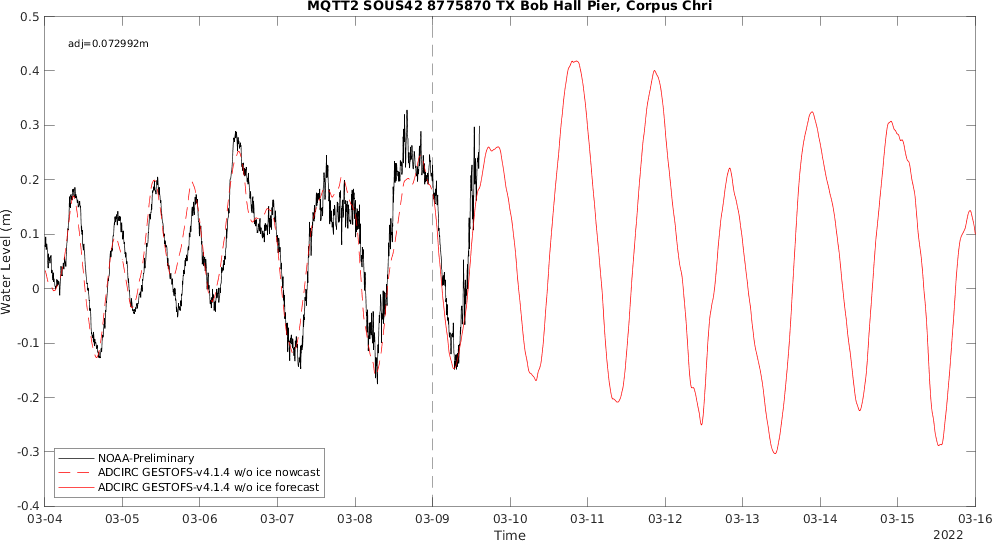 MQTT2 SOUS42 8775870 TX Bob Hall Pier, Corpus Chri
0.5
adj=0.072992m
0.4
0.3
0.2
0.1
0
-0.1
-0.2
-0.3
-0.4
Water Level (m)
NOAA-Preliminary
ADCIRC GESTOFS-v4.1.4 w/o ice nowcast
ADCIRC GESTOFS-v4.1.4 w/o ice forecast
03-04 03-05 03-06 03-07 03-08 03-09 03-10 03-11 03-12 03-13 03-14 03-15 03-16
Time
2022